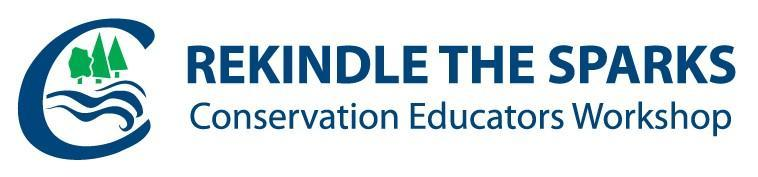 REKINDLE THE SPARKS
Conservation Educators Workshop